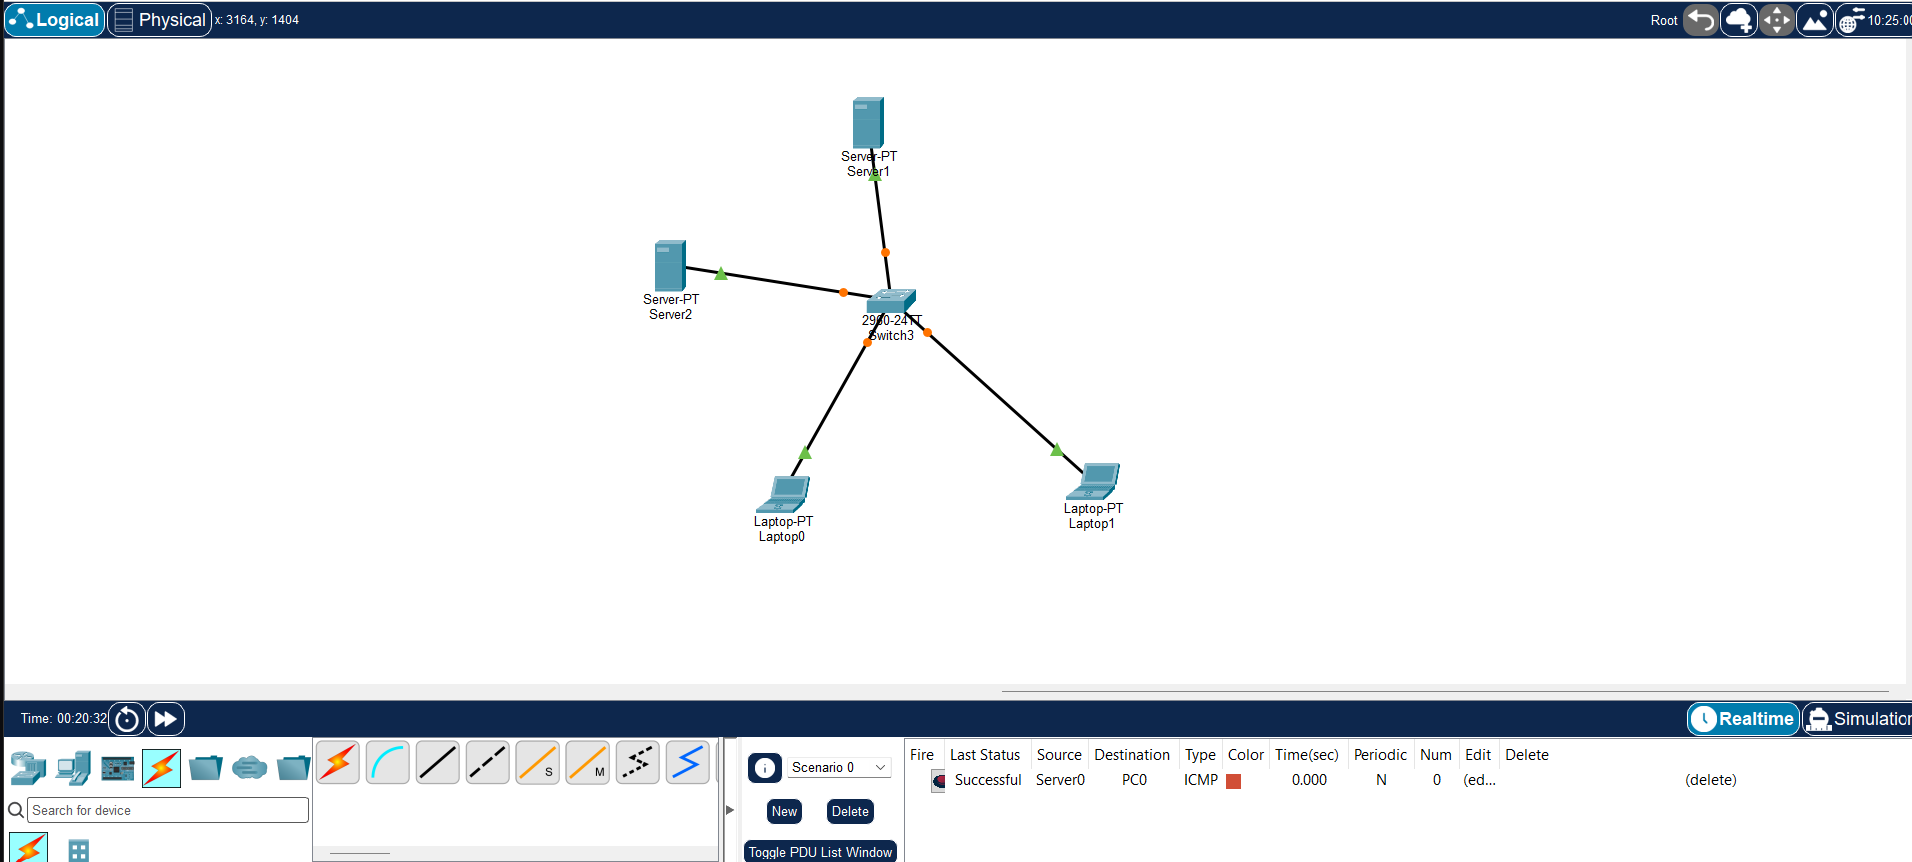 Logical Physical x: 3164, y: 1404 Root 10:25:00
Server-PT
Server1
Server-PT
Server2
2960-24TT
Switch3
Laptop-PT
Laptop0
Laptop-PT
Laptop1
Time: 00:20:32 Realtime Simulation
S M
Search for device
Scenario 0
New Delete
Toggle PDU List Window
Fire Last Status Source Destination Type Color Time(sec) Periodic Num Edit Delete
Successful Server0 PC0 ICMP 0.000 N 0 (ed... (delete)